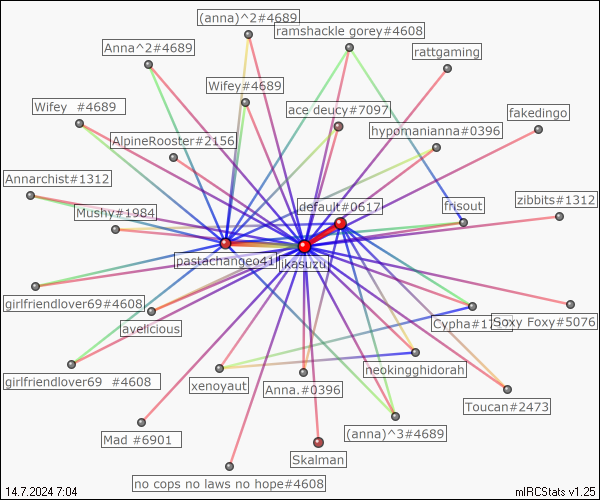 (anna)^2#4689
ramshackle gorey#4608
Anna^2#4689
rattgaming
Wifey#4689
Wifey  #4689
ace deucy#7097
fakedingo
hypomanianna#0396
AlpineRooster#2156
Annarchist#1312
zibbits#1312
default#0617
frisout
Mushy#1984
pastachangeo41
ikasuzu
girlfriendlover69#4608
avelicious
Soxy Foxy#5076
neokingghidorah
girlfriendlover69  #4608
xenoyaut
Anna.#0396
Toucan#2473
Mad #6901
(anna)^3#4689
Skalman
no cops no laws no hope#4608
14.7.2024 7:04
mIRCStats v1.25